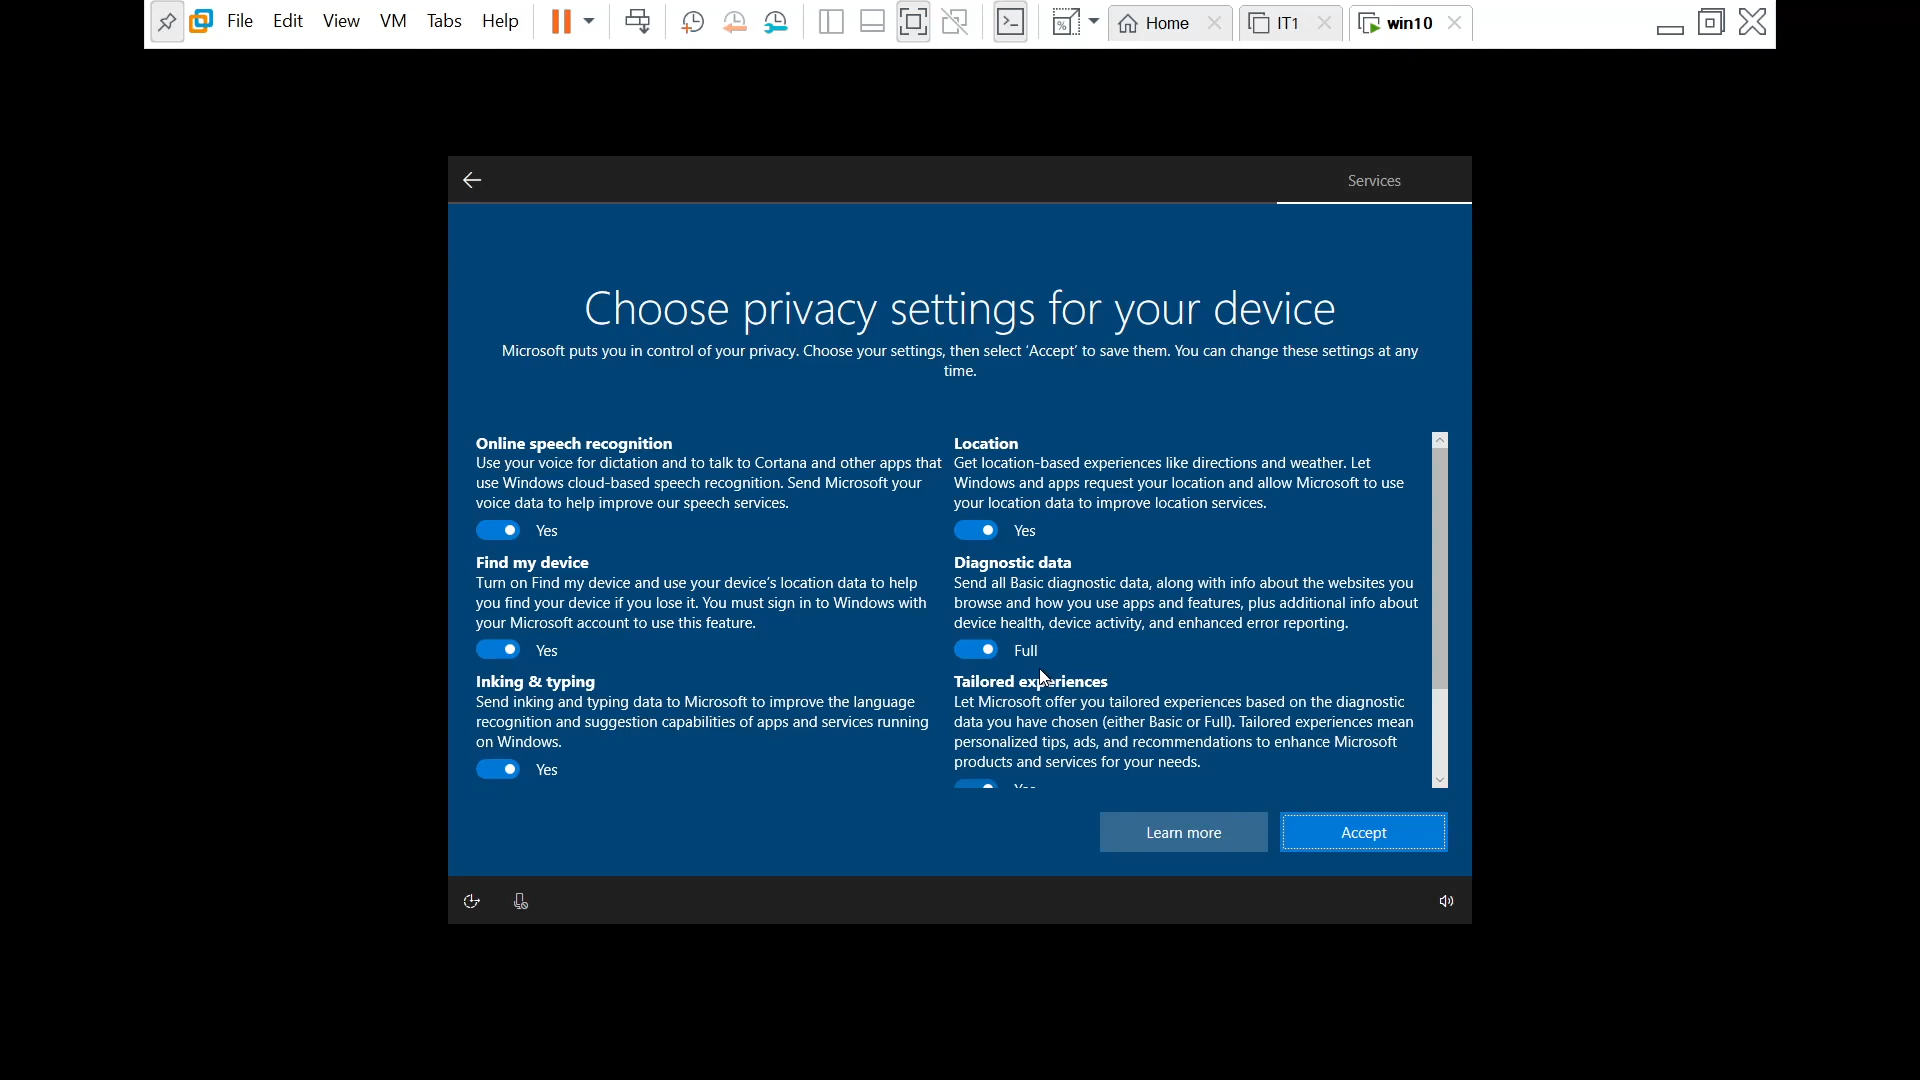 File Edit View VM Tabs Help Home IT1 win10
Services
Choose privacy settings for your device
Microsoft puts you in control of your privacy. Choose your settings, then select 'Accept' to save them. You can change these settings at any
time.
Online speech recognition
Use your voice for dictation and to talk to Cortana and other apps that
use Windows cloud-based speech recognition. Send Microsoft your
voice data to help improve our speech services.
Yes
Location
Get location-based experiences like directions and weather. Let
Windows and apps request your location and allow Microsoft to use
your location data to improve location services.
Yes
Find my device
Turn on Find my device and use your device's location data to help
you find your device if you lose it. You must sign in to Windows with
your Microsoft account to use this feature.
Yes
Diagnostic data
Send all Basic diagnostic data, along with info about the websites you
browse and how you use apps and features, plus additional info about
device health, device activity, and enhanced error reporting.
Full
Inking & typing
Send inking and typing data to Microsoft to improve the language
recognition and suggestion capabilities of apps and services running
on Windows.
Yes
Tailored experiences
Let Microsoft offer you tailored experiences based on the diagnostic
data you have chosen (either Basic or Full). Tailored experiences mean
personalized tips, ads, and recommendations to enhance Microsoft
products and services for your needs.
Learn more
Accept